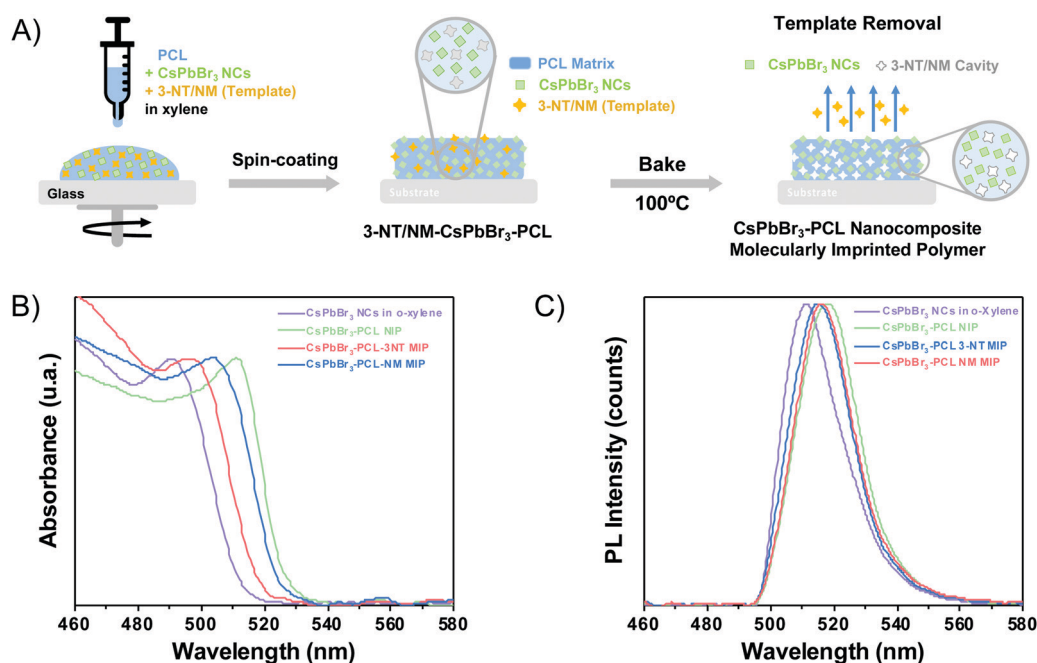 A)
PCL
+ CsPbBr₃ NCs
+ 3-NT/NM (Template)
in xylene
Glass
Spin-coating
PCL Matrix
CsPbBr₃ NCs
3-NT/NM (Template)
Substrate
3-NT/NM-CsPbBr₃-PCL
Bake
100ºC
Template Removal
CsPbBr₃ NCs
3-NT/NM Cavity
Substrate
CsPbBr₃-PCL Nanocomposite
Molecularly Imprinted Polymer
B)
CsPbBr₃ NCs in o-xylene
CsPbBr₃-PCL NIP
CsPbBr₃-PCL-3NT MIP
CsPbBr₃-PCL-NM MIP
Absorbance (u.a.)
460 480 500 520 540 560 580
Wavelength (nm)
C)
CsPbBr₃ NCs in o-Xylene
CsPbBr₃-PCL NIP
CsPbBr₃-PCL 3-NT MIP
CsPbBr₃-PCL NM MIP
PL Intensity (counts)
460 480 500 520 540 560 580
Wavelength (nm)